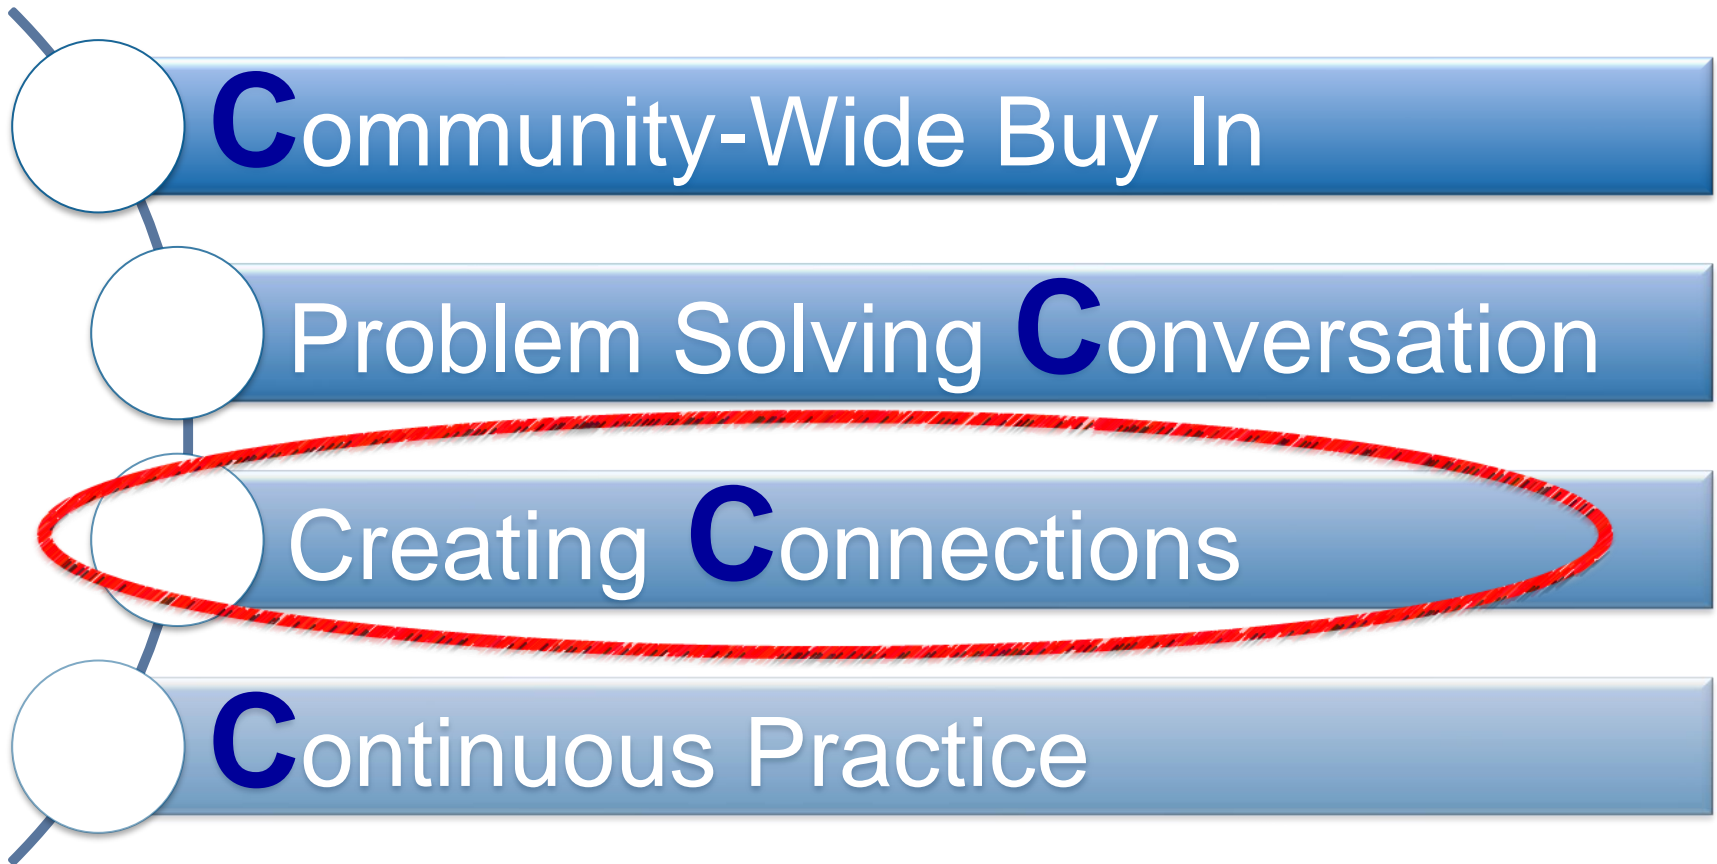 Community-Wide Buy In
Problem Solving Conversation
Creating Connections
Continuous Practice